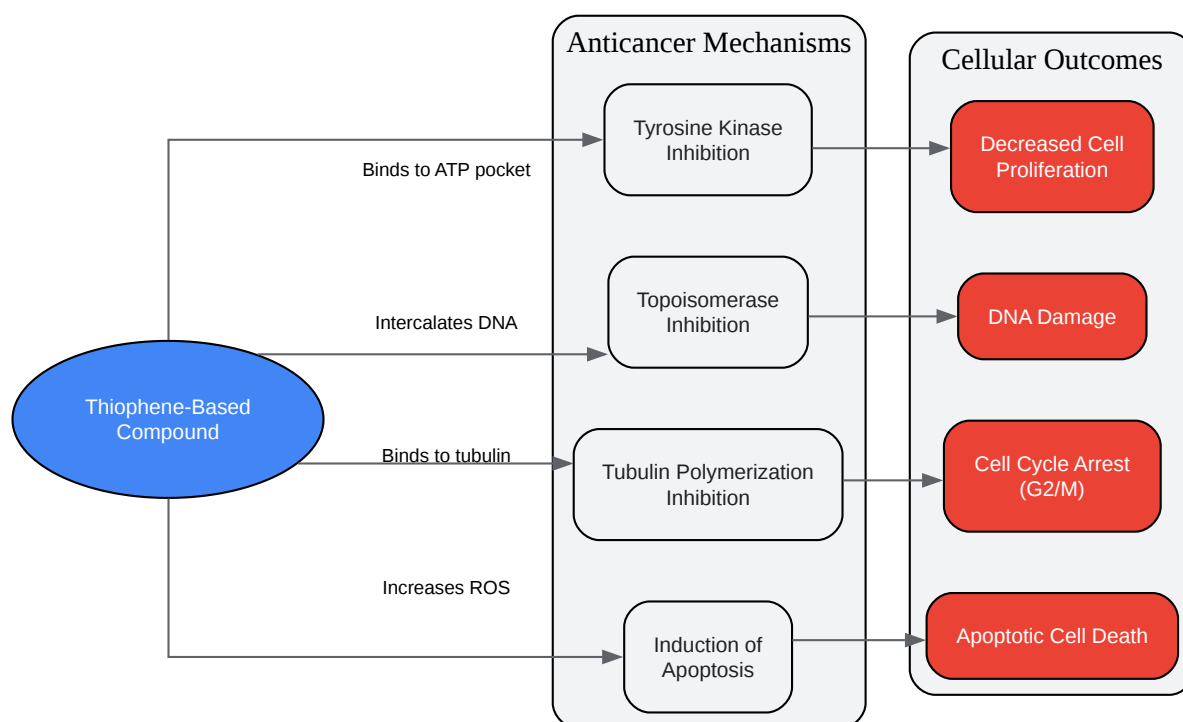 Anticancer Mechanisms
Cellular Outcomes
Tyrosine Kinase
Inhibition
Decreased Cell
Proliferation
Binds to ATP pocket
Topoisomerase
Inhibition
DNA Damage
Intercalates DNA
Thiophene-Based
Compound
Binds to tubulin
Tubulin Polymerization
Inhibition
Cell Cycle Arrest
(G2/M)
Increases ROS
Induction of
Apoptosis
Apoptotic Cell Death